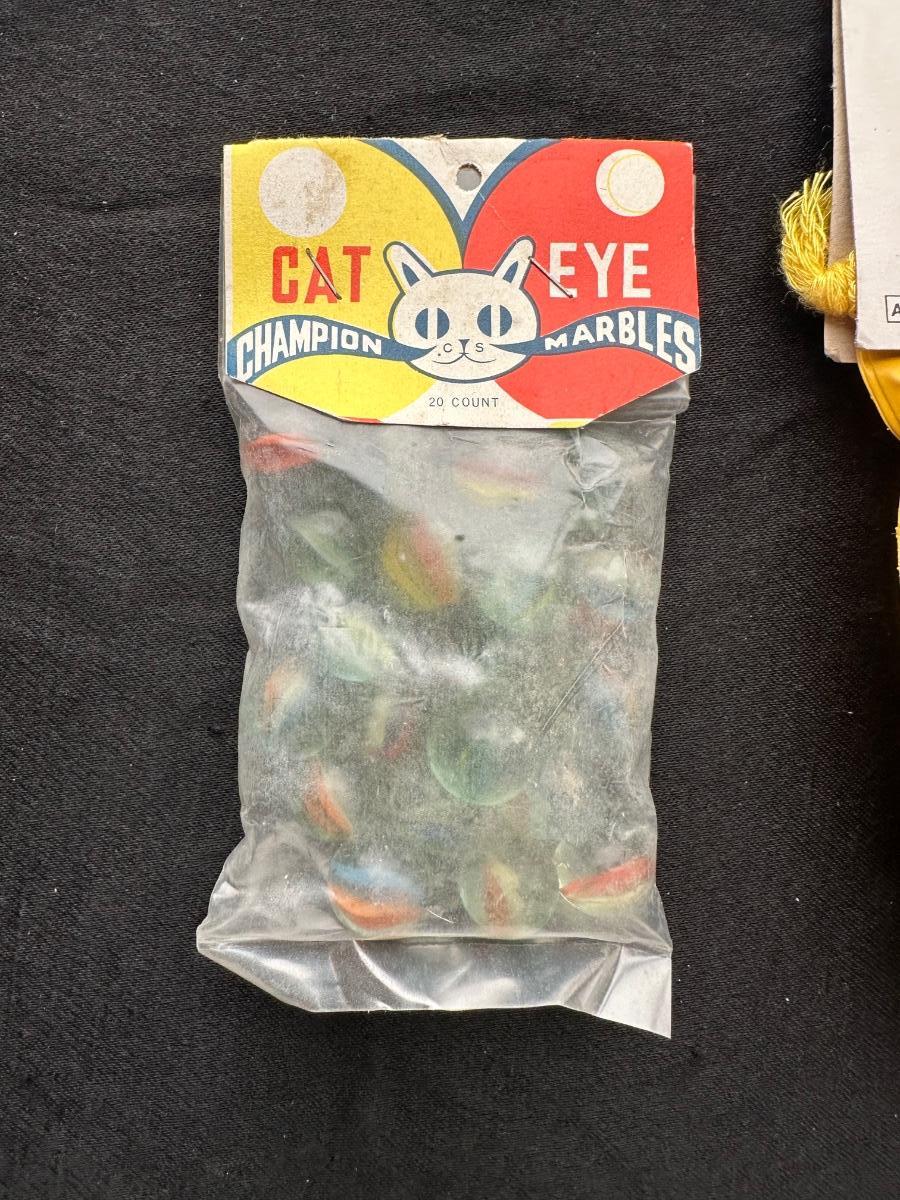 CAT EYE
CHAMPION MARBLES
C S
20 COUNT
A